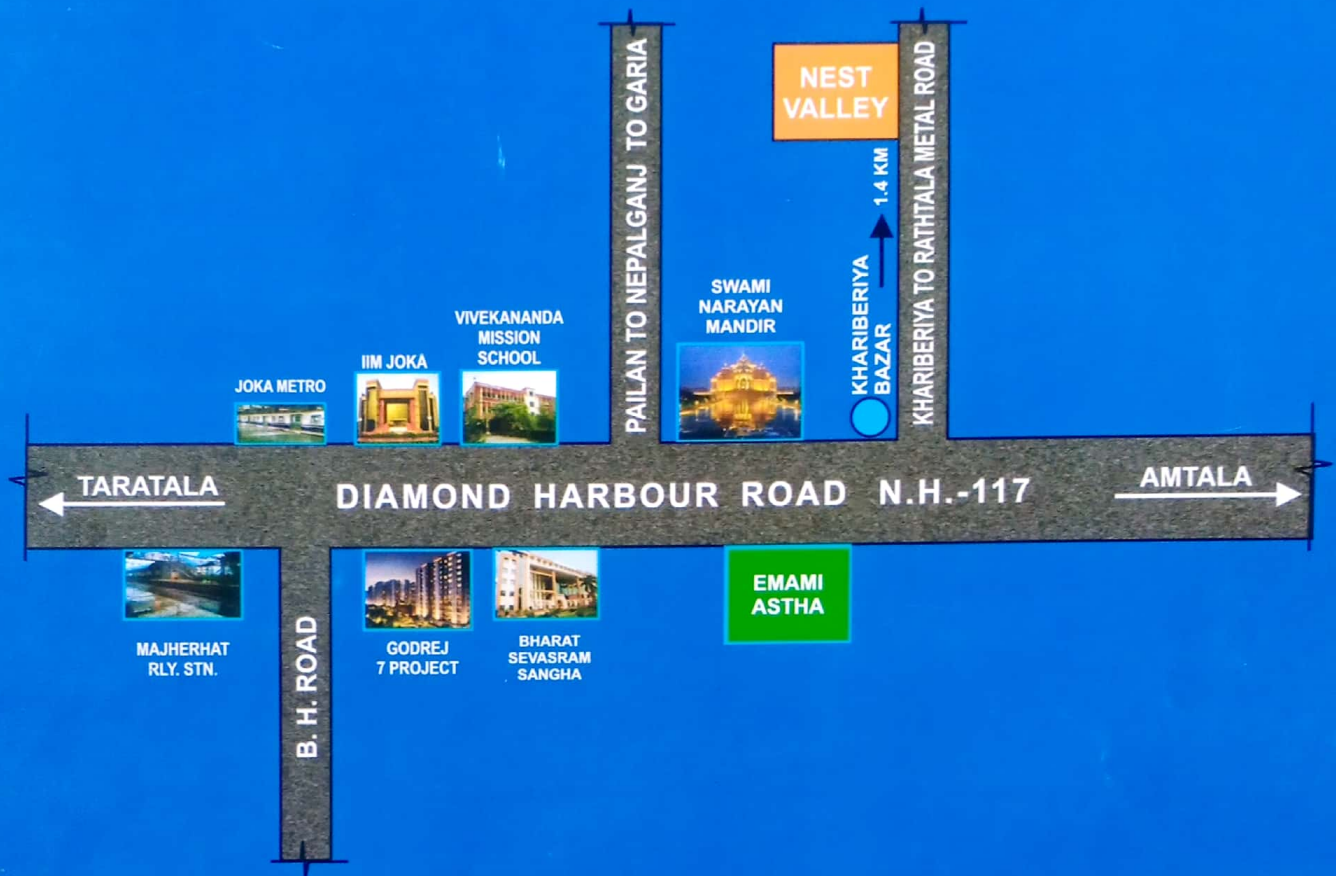 NEST
VALLEY
PAILAN TO NEPALGANJ TO GARIA
KHARIBERIYA TO RATHTALA METAL ROAD
1.4 KM
KHARIBERIYA
BAZAR
SWAMI
NARAYAN
MANDIR
VIVEKANANDA
MISSION
SCHOOL
IIM JOKA
JOKA METRO
TARATALA
DIAMOND HARBOUR ROAD N.H.-117
AMTALA
MAJHERHAT
RLY. STN.
B. H. ROAD
GODREJ
7 PROJECT
BHARAT
SEVASRAM
SANGHA
EMAMI
ASTHA